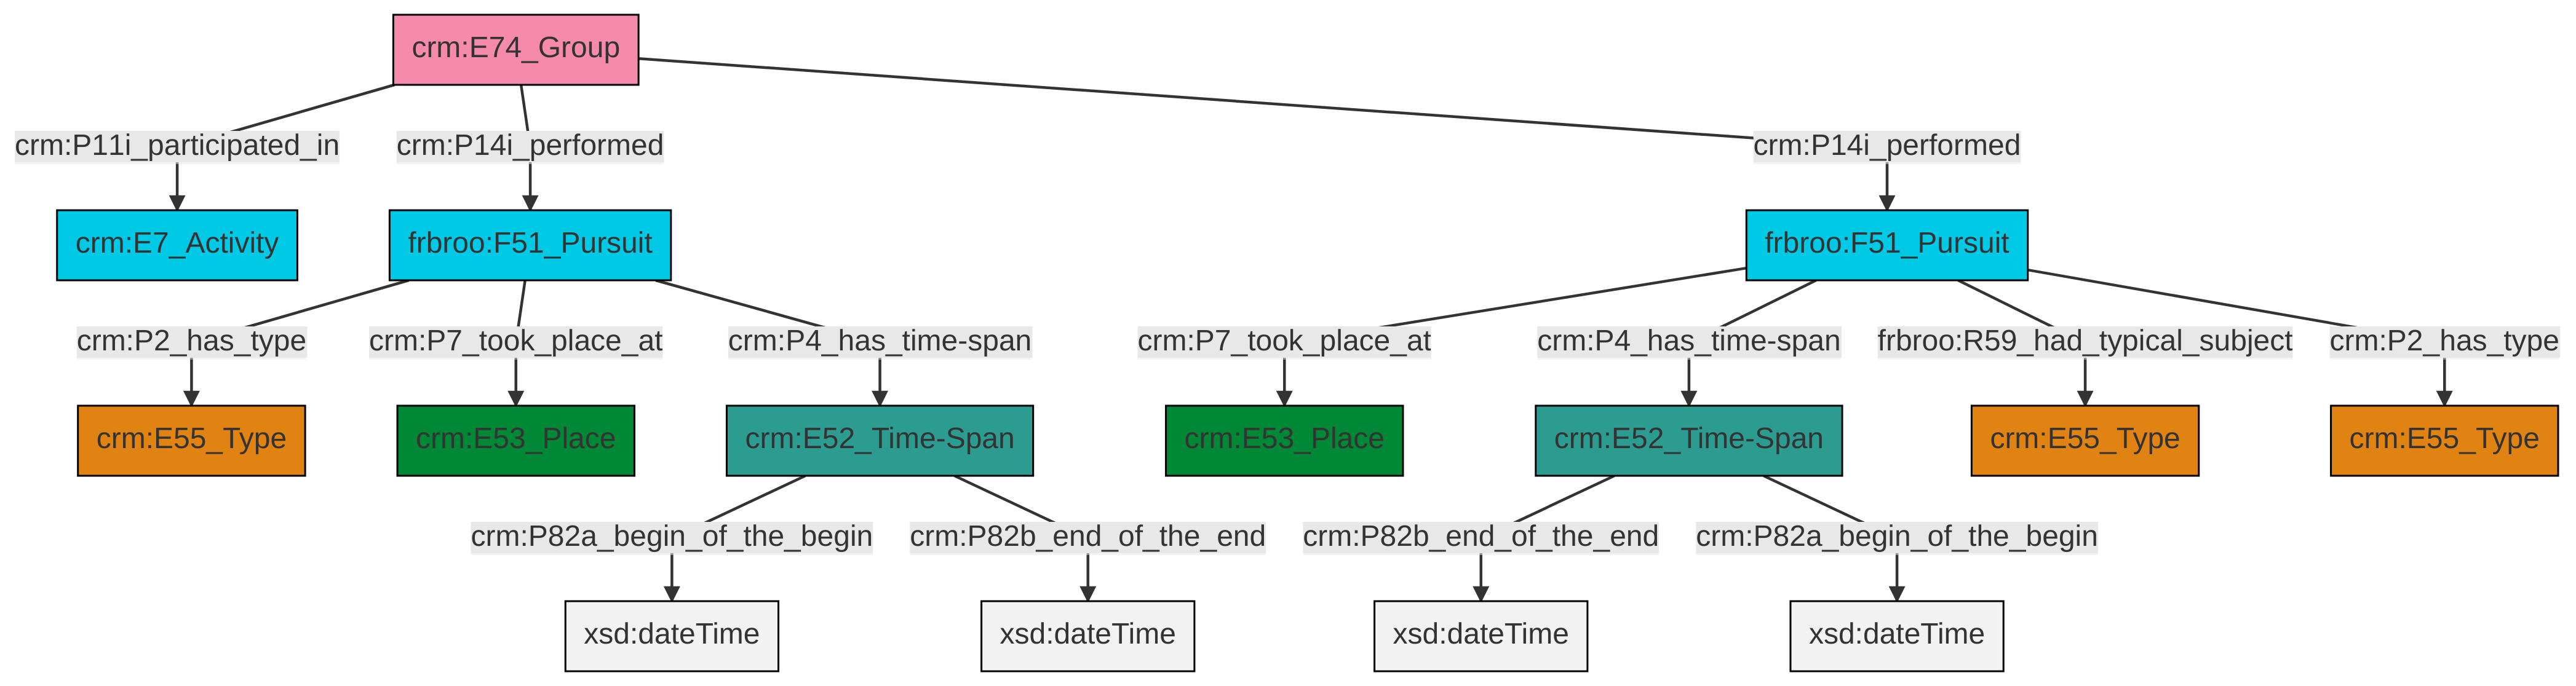 crm:E74_Group
crm:P11i_participated_in
crm:P14i_performed
crm:P14i_performed
crm:E7_Activity
frbroo:F51_Pursuit
frbroo:F51_Pursuit
crm:P2_has_type
crm:P7_took_place_at
crm:P4_has_time-span
crm:P7_took_place_at
crm:P4_has_time-span
frbroo:R59_had_typical_subject
crm:P2_has_type
crm:E55_Type
crm:E53_Place
crm:E52_Time-Span
crm:E53_Place
crm:E52_Time-Span
crm:E55_Type
crm:E55_Type
crm:P82a_begin_of_the_begin
crm:P82b_end_of_the_end
crm:P82b_end_of_the_end
crm:P82a_begin_of_the_begin
xsd:dateTime
xsd:dateTime
xsd:dateTime
xsd:dateTime